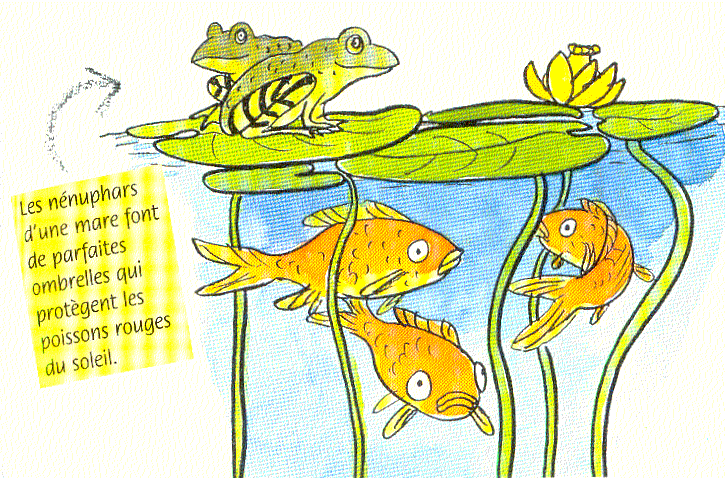 Les nénuphars
d'une mare font
de parfaites
ombrelles qui
protègent les
poissons rouges
du soleil.